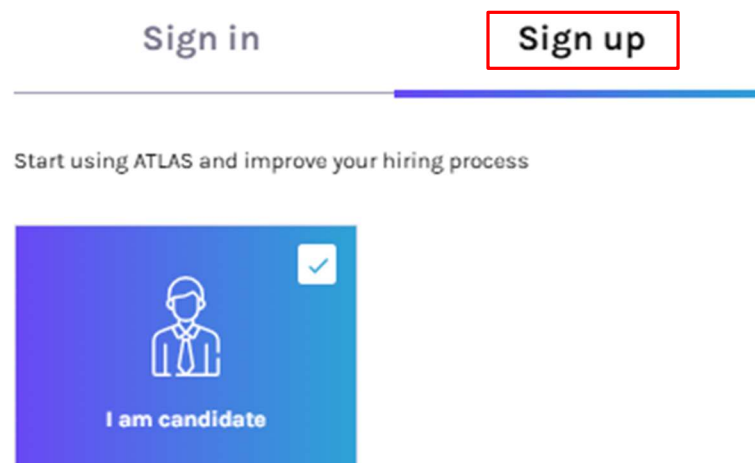 Sign in
Sign up
Start using ATLAS and improve your hiring process
I am candidate